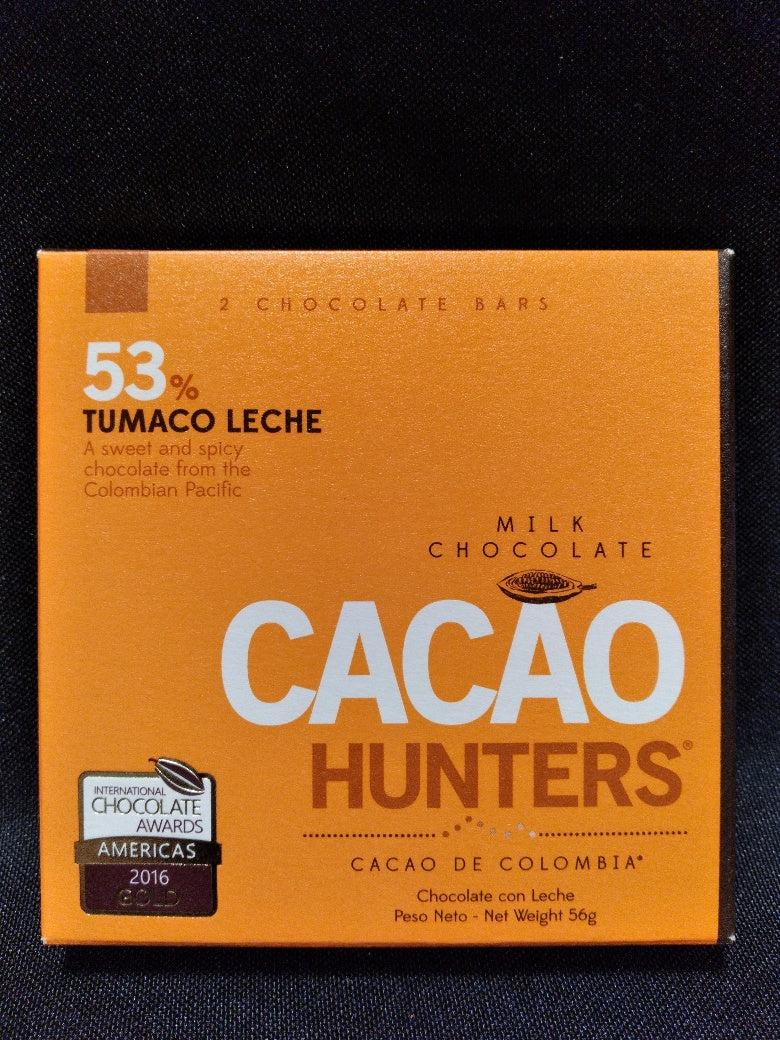 2 CHOCOLATE BARS
53%
TUMACO LECHE
A sweet and spicy
chocolate from the
Colombian Pacific
MILK
CHOCOLATE
CACAO
HUNTERS®
CACAO DE COLOMBIA®
Chocolate con Leche
Peso Neto - Net Weight 56g
INTERNATIONAL
CHOCOLATE
AWARDS
AMERICAS
2016
GOLD